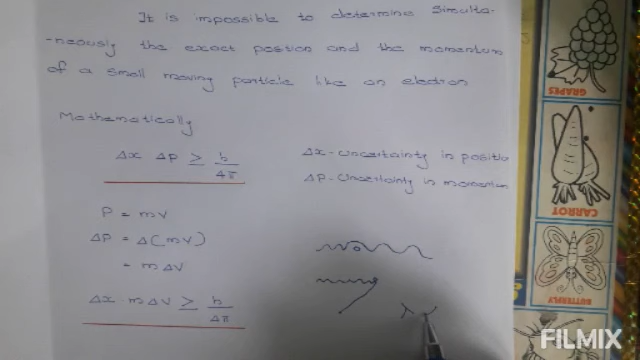 It is impossible to determine simulta-
-neously the exact position and the momentum
of a small moving particle like an electron
Mathematically
Δx ΔP ≥ h/4π
Δx - uncertainty in positio
ΔP - uncertainty in momentum
P = mv
ΔP = Δ(mv)
= mΔV
Δx · mΔV ≥ h/4π
λ ν
GRAPES
CARROT
BUTTERFLY
FILMIX